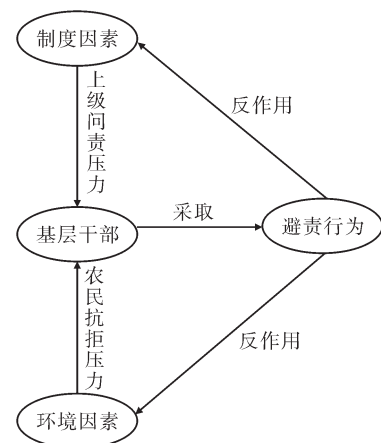 制度因素
上级问责压力
反作用
采取
基层干部
避责行为
农民抗拒压力
反作用
环境因素